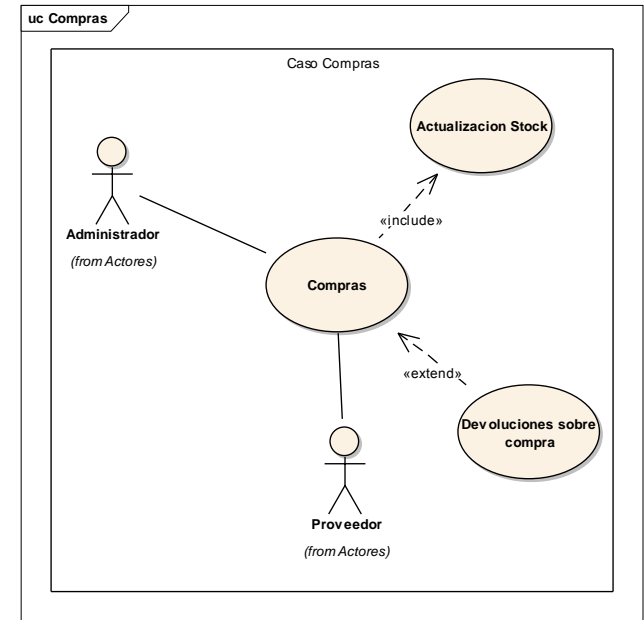 uc Compras
Caso Compras
Actualizacion Stock
Administrador
(from Actores)
«include»
Compras
«extend»
Devoluciones sobre
compra
Proveedor
(from Actores)